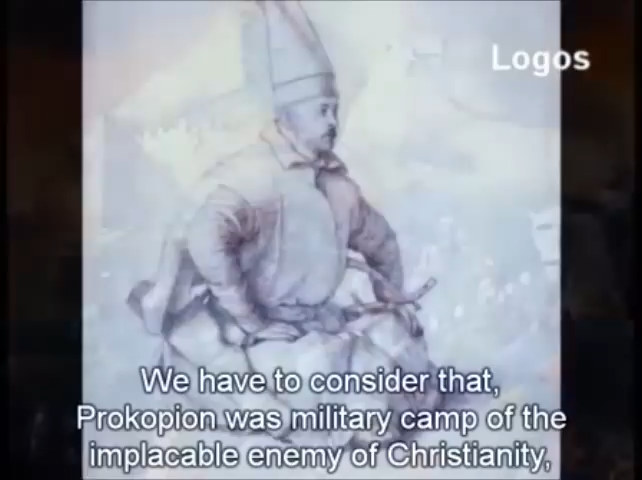 Logos
We have to consider that,
Prokopion was military camp of the
implacable enemy of Christianity,